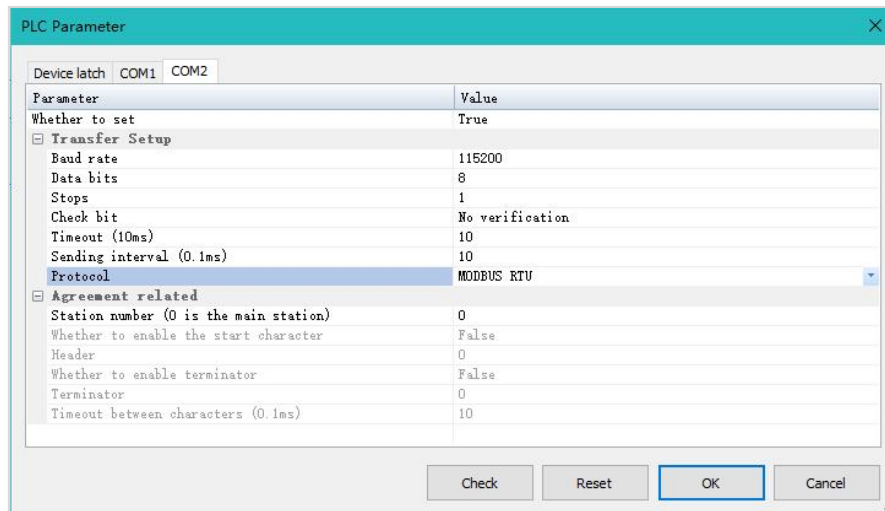 PLC Parameter
Device latch COM1 COM2
Parameter Value
Whether to set True
Transfer Setup
Baud rate 115200
Data bits 8
Stops 1
Check bit No verification
Timeout (10ms) 10
Sending interval (0.1ms) 10
Protocol MODBUS RTU
Agreement related
Station number (0 is the main station) 0
Whether to enable the start character False
Header 0
Whether to enable terminator False
Terminator 0
Timeout between characters (0.1ms) 10
Check Reset OK Cancel